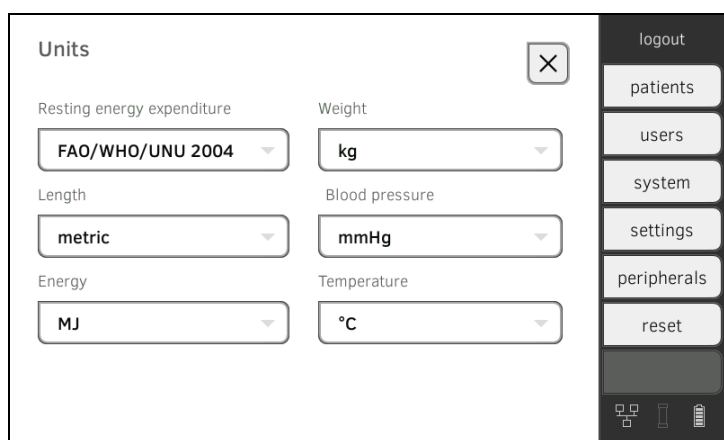 Units
Resting energy expenditure
Weight
FAO/WHO/UNU 2004
kg
Length
Blood pressure
metric
mmHg
Energy
Temperature
MJ
°C
logout
patients
users
system
settings
peripherals
reset